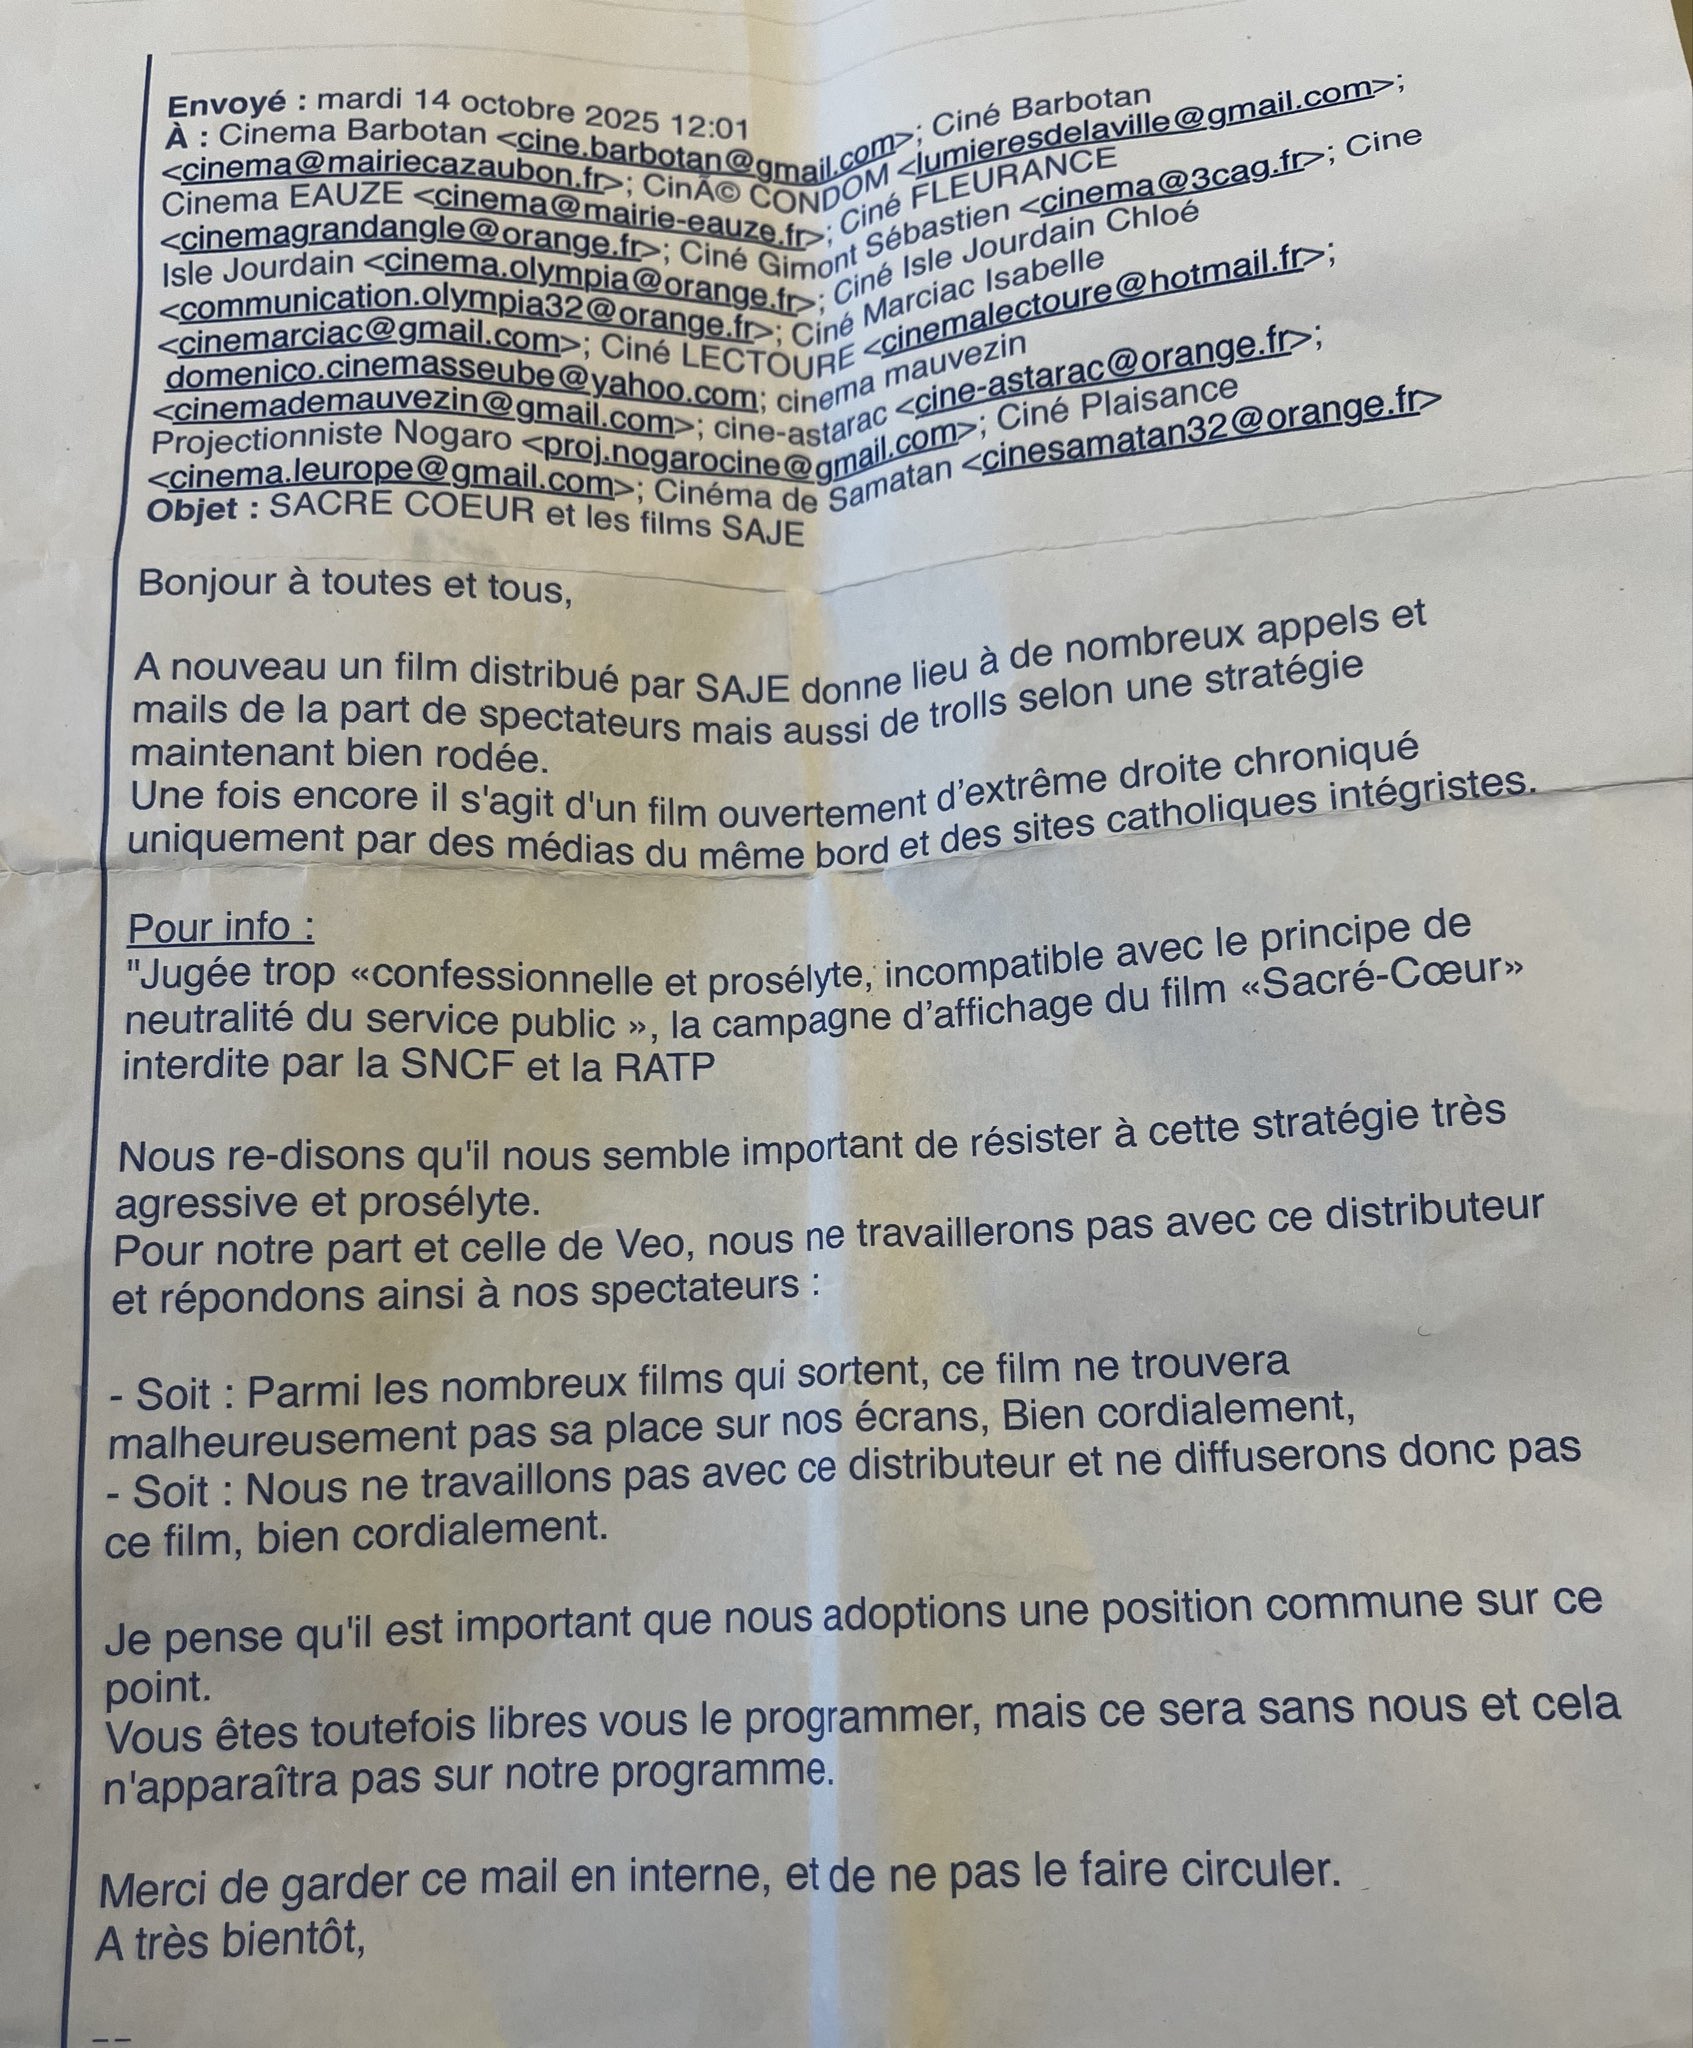 Envoyé : mardi 14 octobre 2025 12:01
À : Cinema Barbotan <cine.barbotan@gmail.com>; Ciné Barbotan
<cinema@mairiecazaubon.fr>; CinÃ© CONDOM <lumieresdelaville@gmail.com>;
Cinema EAUZE <cinema@mairie-eauze.fr>; Ciné FLEURANCE
<cinemagrandangle@orange.fr>; Ciné Gimont Sébastien <cinema@3cag.fr>; Cine
Isle Jourdain <cinema.olympia@orange.fr>; Ciné Isle Jourdain Chloé
<communication.olympia32@orange.fr>; Ciné Marciac Isabelle
<cinemarciac@gmail.com>; Ciné LECTOURE <cinemalectoure@hotmail.fr>;
domenico.cinemasseube@yahoo.com; cinema mauvezin
<cinemademauvezin@gmail.com>; cine-astarac <cine-astarac@orange.fr>;
Projectionniste Nogaro <proj.nogarocine@gmail.com>; Ciné Plaisance
<cinema.leurope@gmail.com>; Cinéma de Samatan <cinesamatan32@orange.fr>
Objet : SACRE COEUR et les films SAJE
Bonjour à toutes et tous,
A nouveau un film distribué par SAJE donne lieu à de nombreux appels et
mails de la part de spectateurs mais aussi de trolls selon une stratégie
maintenant bien rodée.
Une fois encore il s'agit d'un film ouvertement d’extrême droite chroniqué
uniquement par des médias du même bord et des sites catholiques intégristes.
Pour info :
"Jugée trop «confessionnelle et prosélyte, incompatible avec le principe de
neutralité du service public », la campagne d’affichage du film «Sacré-Cœur»
interdite par la SNCF et la RATP
Nous re-disons qu'il nous semble important de résister à cette stratégie très
agressive et prosélyte.
Pour notre part et celle de Veo, nous ne travaillerons pas avec ce distributeur
et répondons ainsi à nos spectateurs :
- Soit : Parmi les nombreux films qui sortent, ce film ne trouvera
malheureusement pas sa place sur nos écrans, Bien cordialement,
- Soit : Nous ne travaillons pas avec ce distributeur et ne diffuserons donc pas
ce film, bien cordialement.
Je pense qu'il est important que nous adoptions une position commune sur ce
point.
Vous êtes toutefois libres vous le programmer, mais ce sera sans nous et cela
n'apparaîtra pas sur notre programme.
Merci de garder ce mail en interne, et de ne pas le faire circuler.
A très bientôt,
--